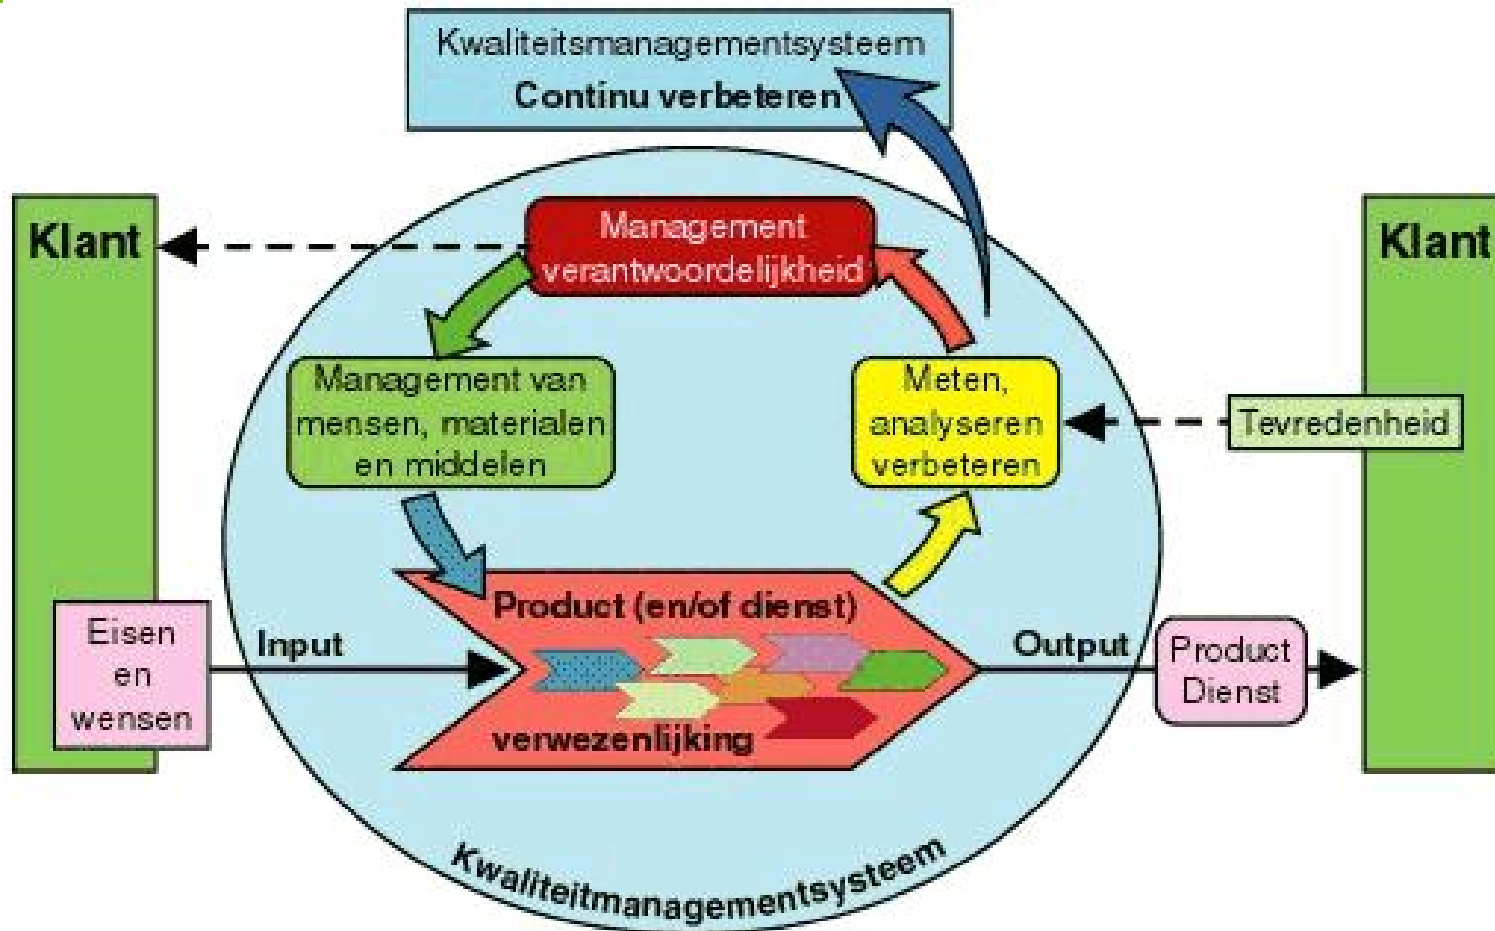 Kwaliteitsmanagementsysteem
Continu verbeteren
Klant
Management
verantwoordelijkheid
Klant
Management van
mensen, materialen
en middelen
Meten,
analyseren
verbeteren
Tevredenheid
Eisen
en
wensen
Input
Product (en/of dienst)
verwezenlijking
Output
Product
Dienst
Kwaliteitmanagementsysteem